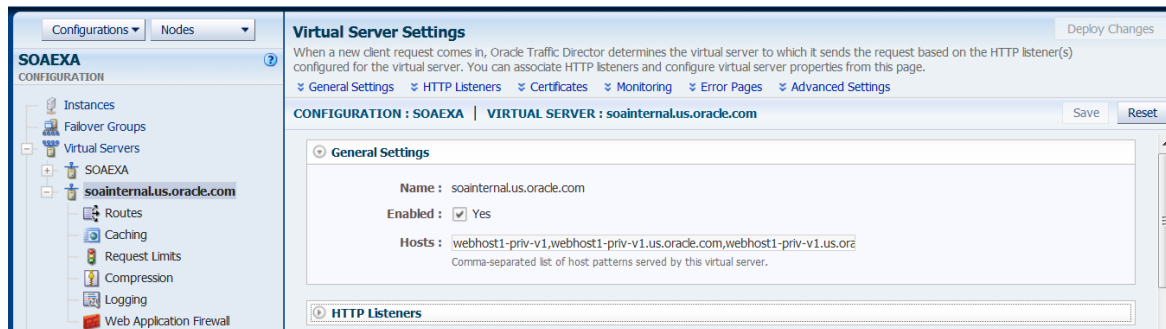 Configurations Nodes
SOAEXA
CONFIGURATION
Instances
Failover Groups
Virtual Servers
SOAEXA
soainternal.us.oracle.com
Routes
Caching
Request Limits
Compression
Logging
Web Application Firewall
Virtual Server Settings
Deploy Changes
When a new client request comes in, Oracle Traffic Director determines the virtual server to which it sends the request based on the HTTP listener(s)
configured for the virtual server. You can associate HTTP listeners and configure virtual server properties from this page.
General Settings HTTP Listeners Certificates Monitoring Error Pages Advanced Settings
CONFIGURATION : SOAEXA | VIRTUAL SERVER : soainternal.us.oracle.com
Save Reset
General Settings
Name : soainternal.us.oracle.com
Enabled : Yes
Hosts : webhost1-priv-v1,webhost1-priv-v1.us.oracle.com,webhost1-priv-v1.us.ora
Comma-separated list of host patterns served by this virtual server.
HTTP Listeners